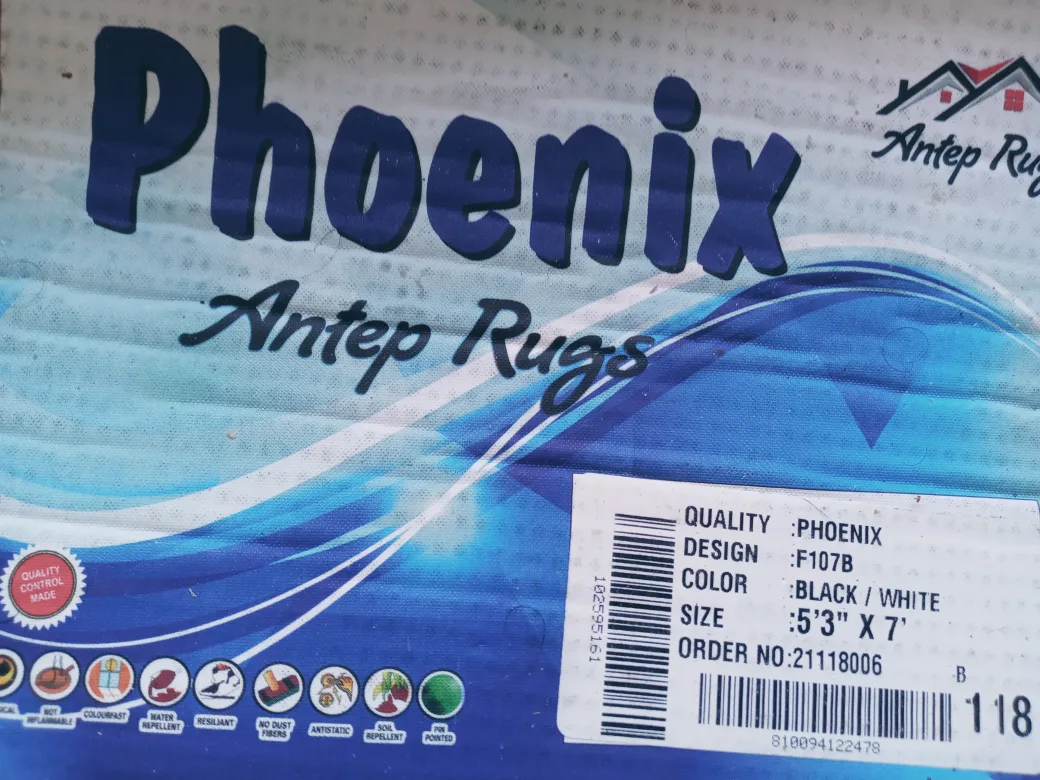 Phoenix
Antep Rugs
Antep Rug
QUALITY
CONTROL
MADE
NOT
INFLAMMABLE
COLOURFAST
WATER
REPELLENT
RESILIANT
NO DUST
FIBERS
ANTISTATIC
SOIL
REPELLENT
PIN
POINTED
QUALITY :PHOENIX
DESIGN :F107B
COLOR :BLACK / WHITE
SIZE :5'3" X 7'
ORDER NO:21118006
B
118
102595161
810094122478